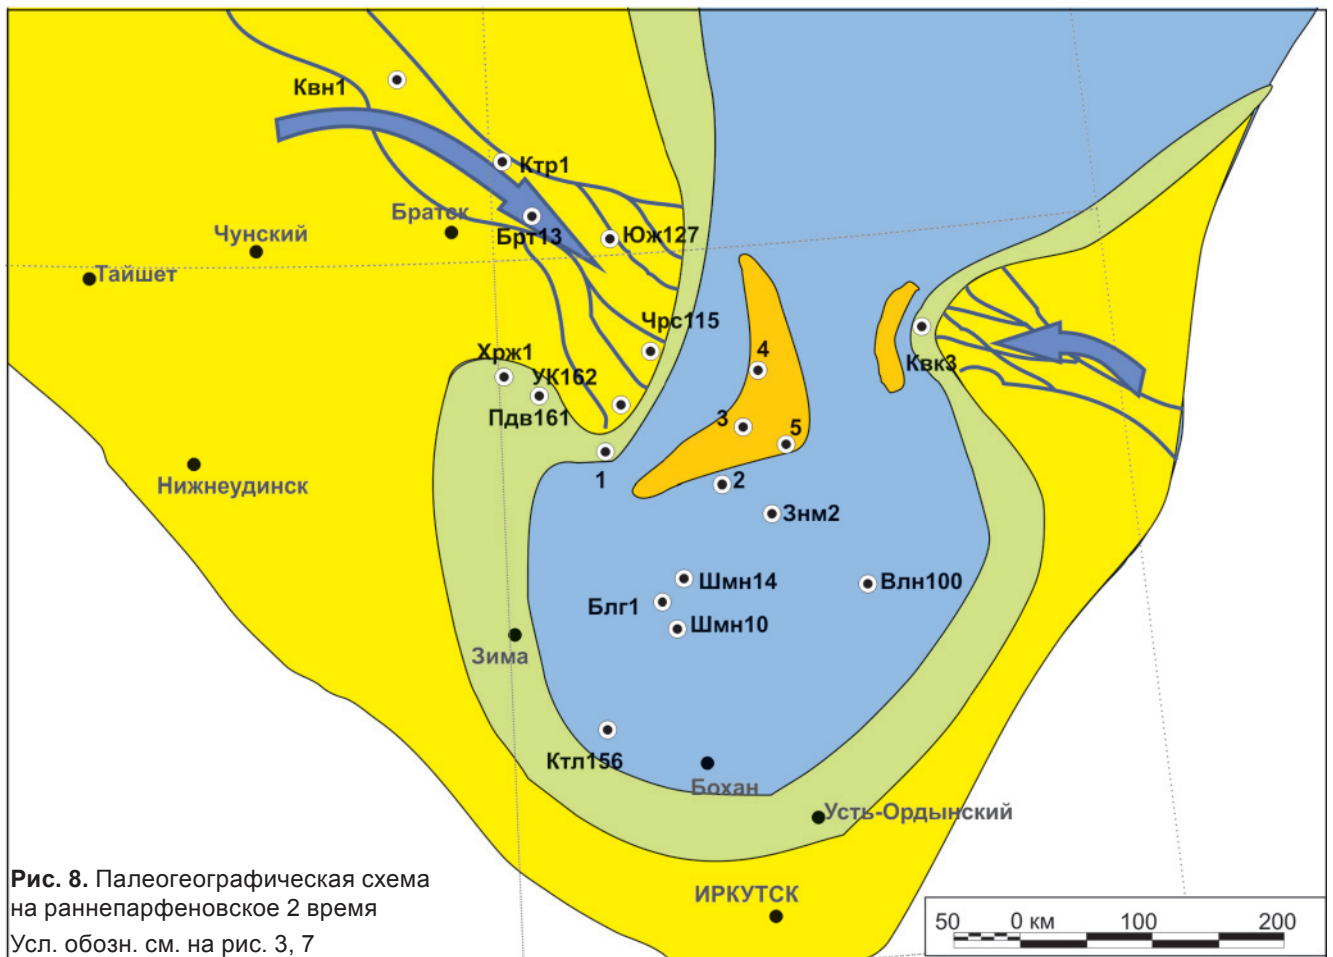 Квн1
Ктр1
Братск
Брт13
Юж127
Чунский
Тайшет
Чрс115
Хрж1
УК162
Пдв161
4
Квк3
3
5
Нижнеудинск
1
2
Знм2
Шмн14
Влн100
Блг1
Шмн10
Зима
Ктл156
Бохан
Усть-Ордынский
Рис. 8. Палеогеографическая схема
на раннепарфеновское 2 время
Усл. обозн. см. на рис. 3, 7
ИРКУТСК
50 0 км 100 200